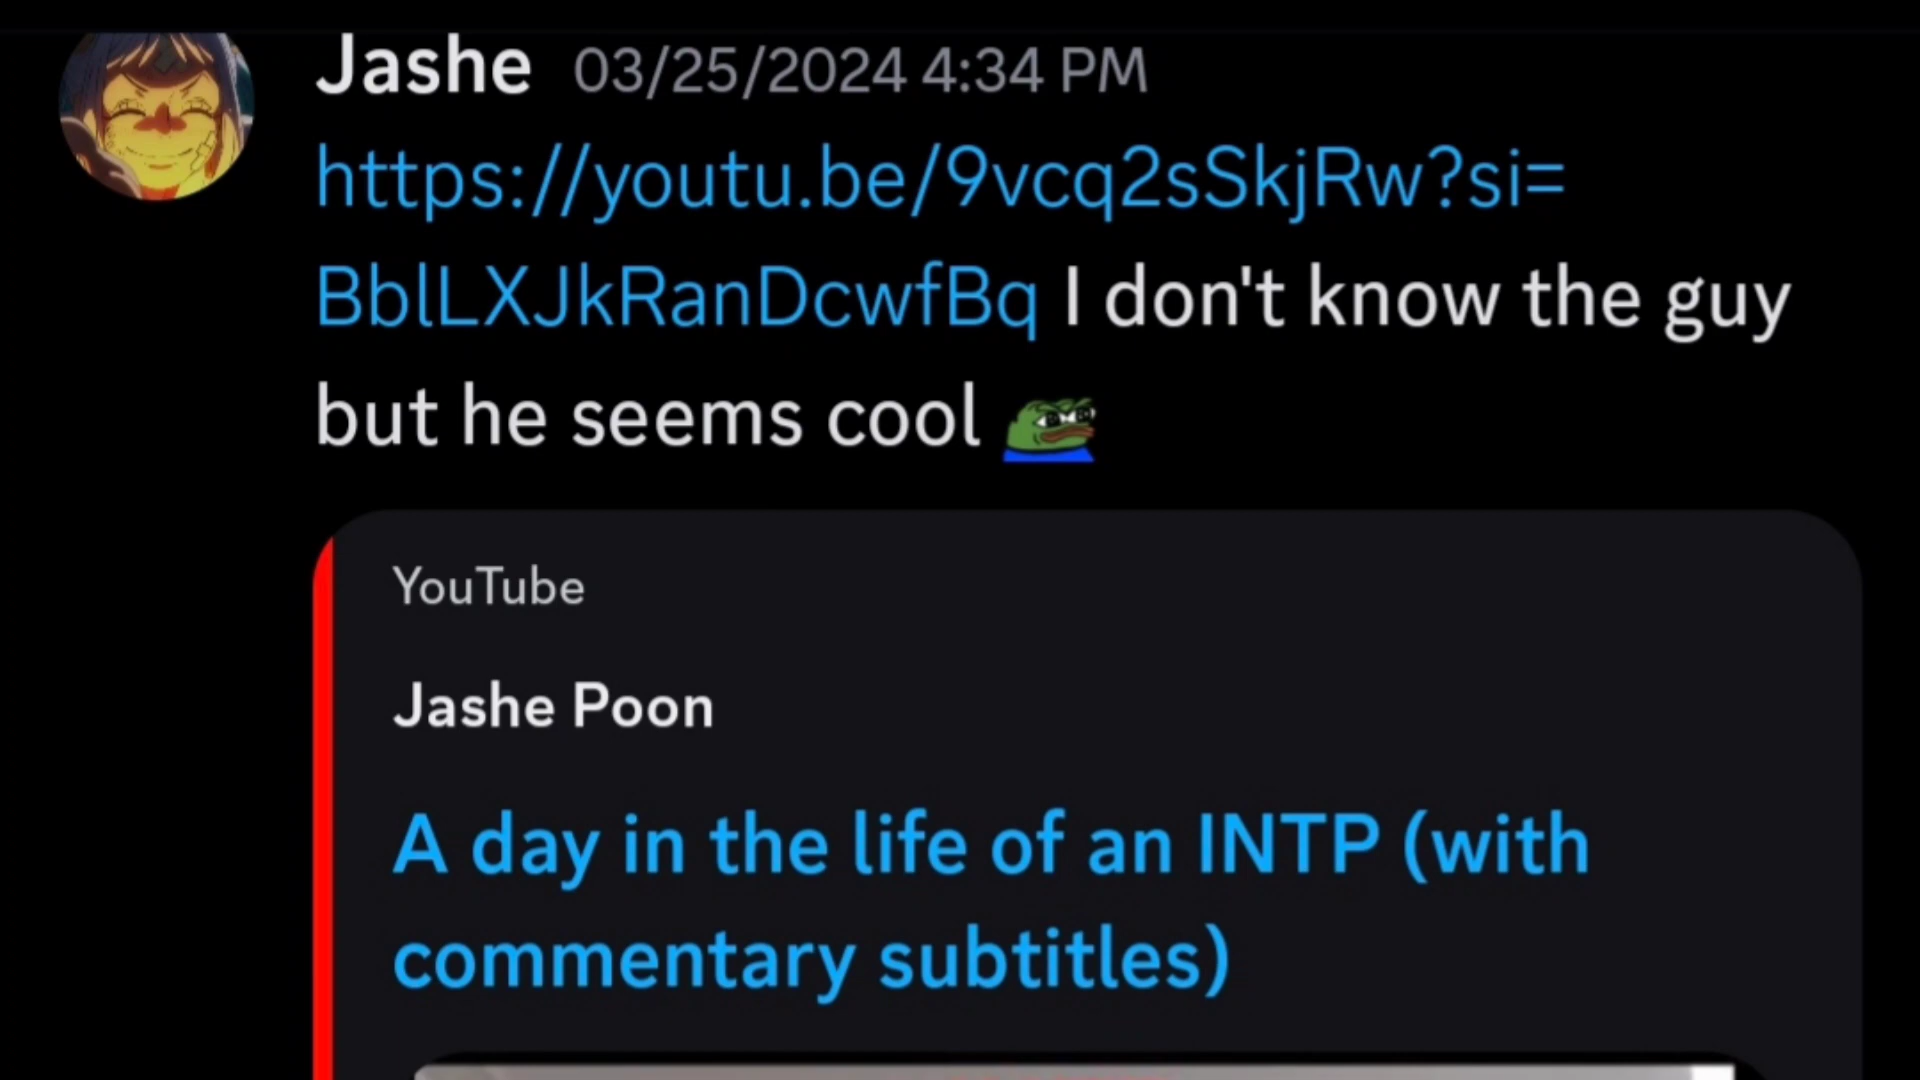 Jashe 03/25/2024 4:34 PM
https://youtu.be/9vcq2sSkjRw?si=
BblLXJkRanDcwfBq I don't know the guy
but he seems cool
YouTube
Jashe Poon
A day in the life of an INTP (with
commentary subtitles)